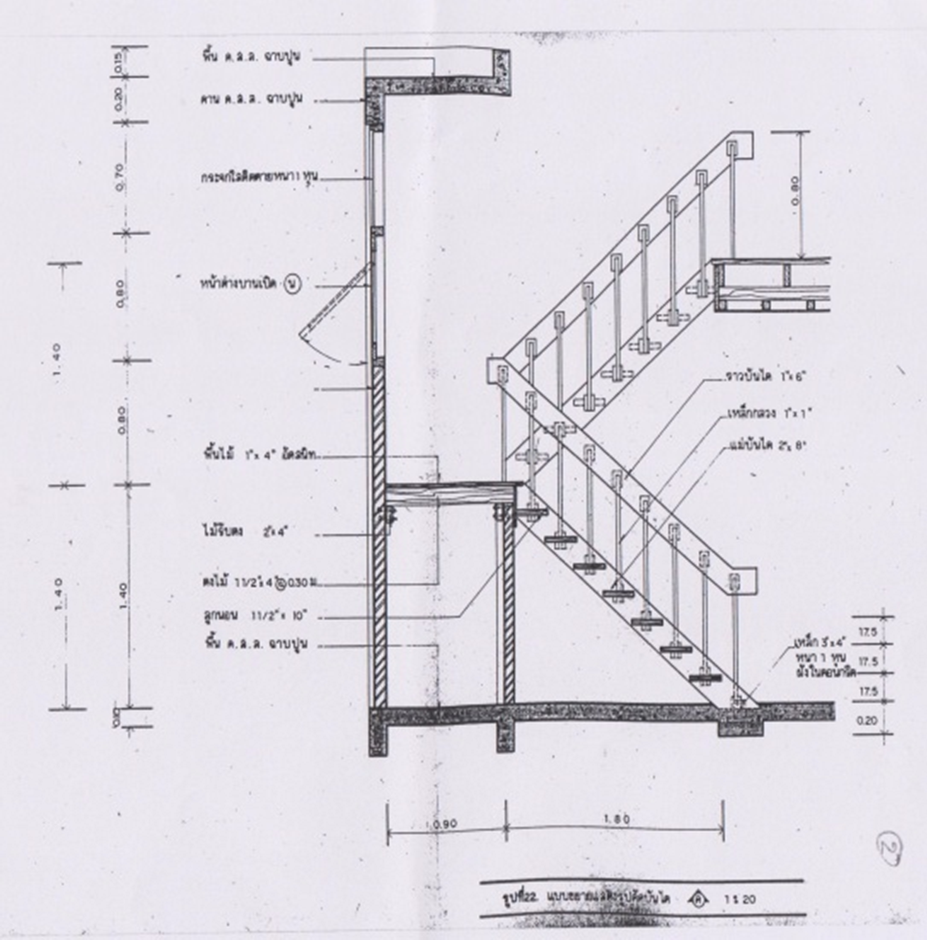 0.15
0.20
0.70
0.80
0.80
1.40
1.40
1.40
พื้น ค.ส.ล. ฉาบปูน
คาน ค.ส.ล. ฉาบปูน
กระจกใสติดตายหนา 1 หุน
หน้าต่างบานเปิด น
พื้นไม้ 1"x 4" อัดสนิท
ไม้รับตง 2"x4"
ตงไม้ 1 1/2"x 4"@0.30 ม.
ลูกนอน 1 1/2"x 10"
พื้น ค.ส.ล. ฉาบปูน
0.80
ราวบันได 1"x 6"
เหล็กกลวง 1"x 1"
แม่บันได 2"x 8"
เหล็ก 3"x4"
หนา 1 หุน
ฝังในคอนกรีต
17.5
17.5
17.5
0.20
0.90
1.80
2
รูปที่22. แบบขยายแสดงรูปตัดบันได 1:20